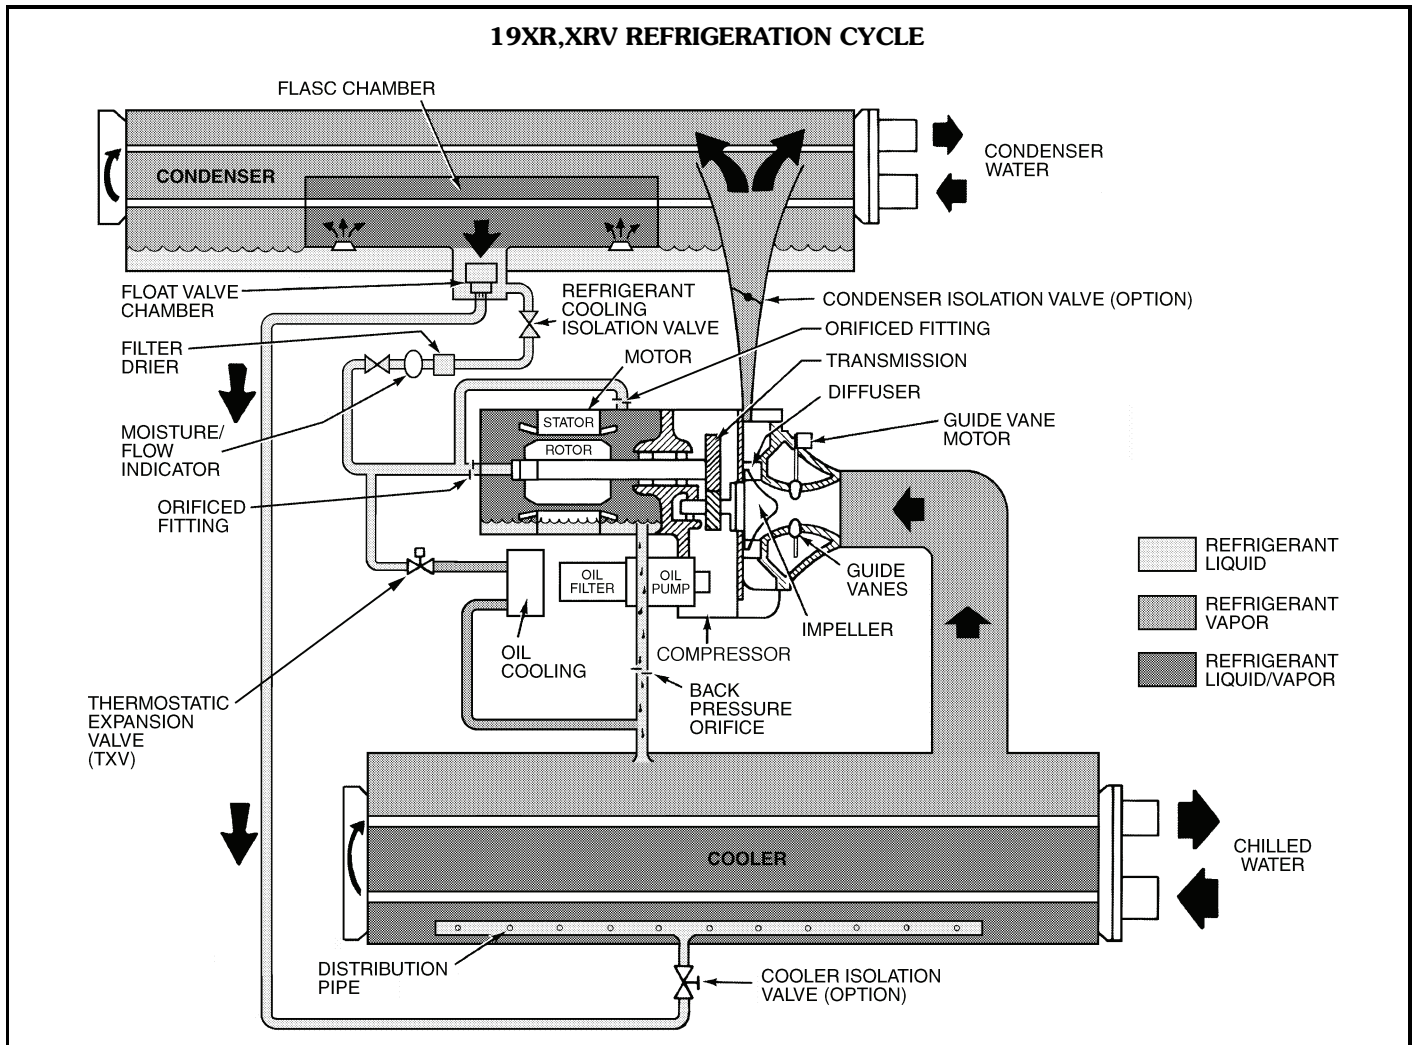 19XR,XRV REFRIGERATION CYCLE
FLASC CHAMBER
CONDENSER
CONDENSER
WATER
FLOAT VALVE
CHAMBER
REFRIGERANT
COOLING
ISOLATION VALVE
CONDENSER ISOLATION VALVE (OPTION)
ORIFICED FITTING
FILTER
DRIER
MOTOR
TRANSMISSION
DIFFUSER
STATOR
ROTOR
GUIDE VANE
MOTOR
MOISTURE/
FLOW
INDICATOR
ORIFICED
FITTING
OIL
FILTER
OIL
PUMP
GUIDE
VANES
IMPELLER
REFRIGERANT
LIQUID
REFRIGERANT
VAPOR
REFRIGERANT
LIQUID/VAPOR
OIL
COOLING
COMPRESSOR
BACK
PRESSURE
ORIFICE
THERMOSTATIC
EXPANSION
VALVE
(TXV)
COOLER
CHILLED
WATER
DISTRIBUTION
PIPE
COOLER ISOLATION
VALVE (OPTION)